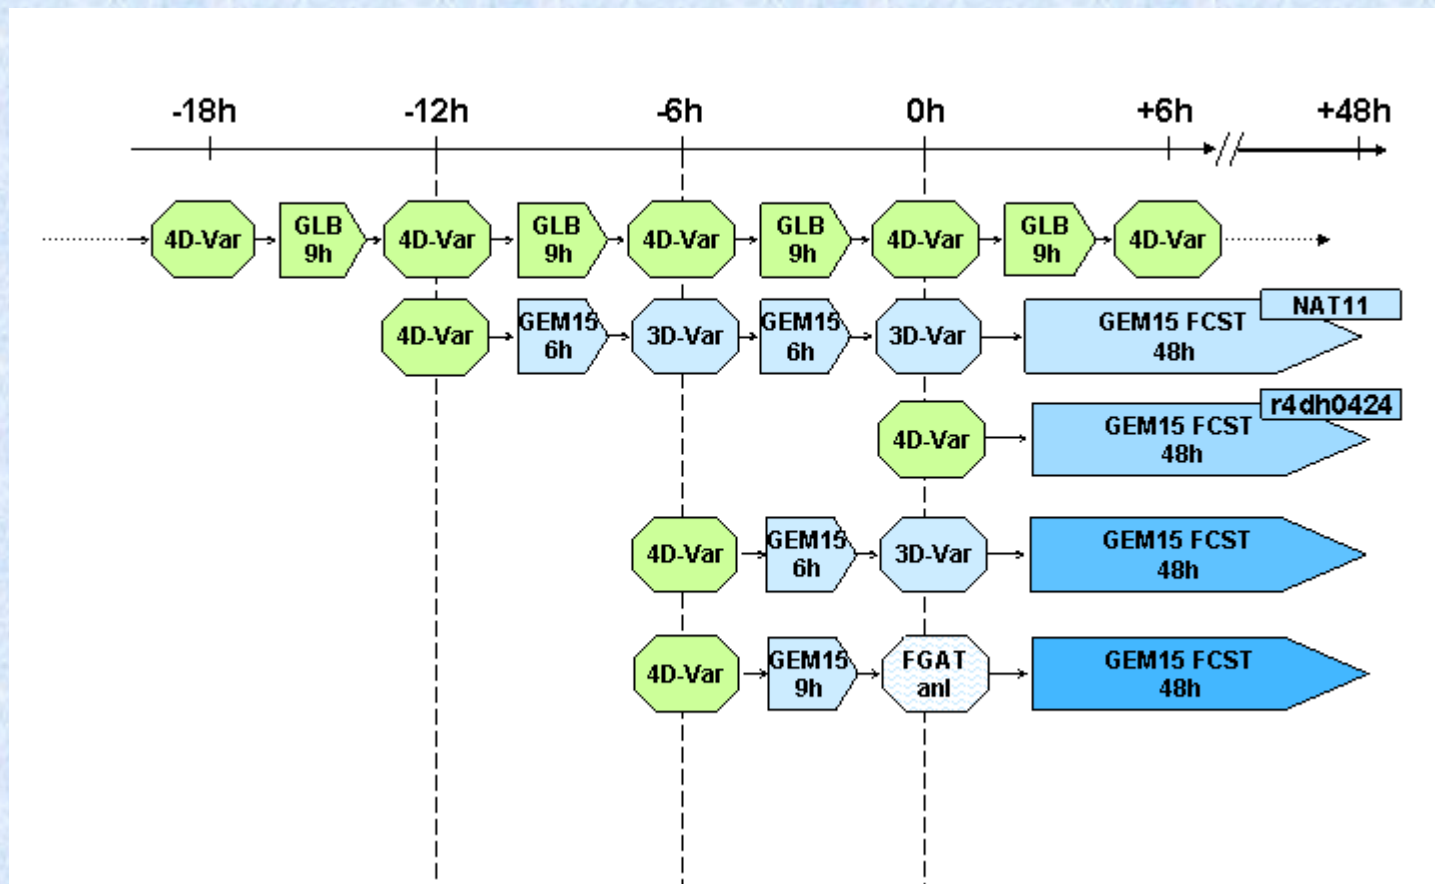 -18h -12h -6h 0h +6h +48h
4D-Var GLB 9h 4D-Var GLB 9h 4D-Var GLB 9h 4D-Var GLB 9h 4D-Var
NAT11
4D-Var GEM15 6h 3D-Var GEM15 6h 3D-Var GEM15 FCST 48h
r4dh0424
4D-Var GEM15 FCST 48h
4D-Var GEM15 6h 3D-Var GEM15 FCST 48h
4D-Var GEM15 9h FGAT anl GEM15 FCST 48h